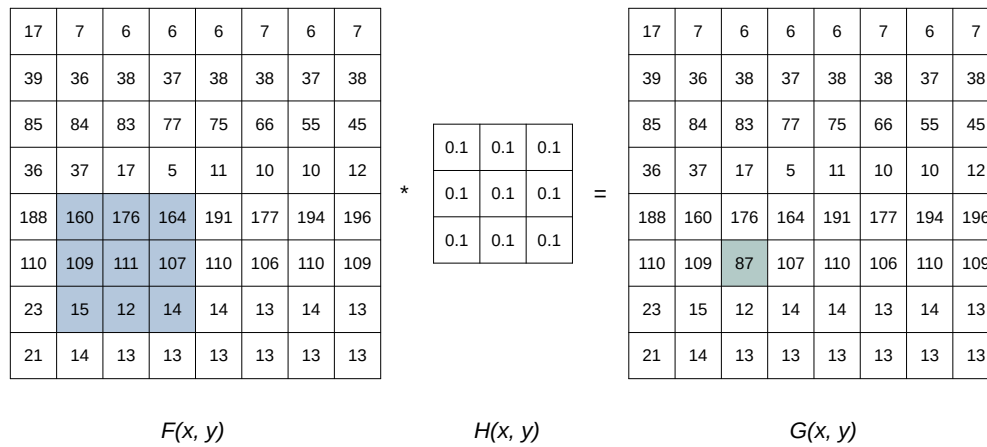 17 7 6 6 6 7 6 7 17 7 6 6 6 7 6 7
39 36 38 37 38 38 37 38 39 36 38 37 38 38 37 38
85 84 83 77 75 66 55 45 85 84 83 77 75 66 55 45
0.1 0.1 0.1
36 37 17 5 11 10 10 12 36 37 17 5 11 10 10 12
* 0.1 0.1 0.1 =
188 160 176 164 191 177 194 196 188 160 176 164 191 177 194 196
0.1 0.1 0.1
110 109 111 107 110 106 110 109 110 109 87 107 110 106 110 109
23 15 12 14 14 13 14 13 23 15 12 14 14 13 14 13
21 14 13 13 13 13 13 13 21 14 13 13 13 13 13 13
F(x, y) H(x, y) G(x, y)